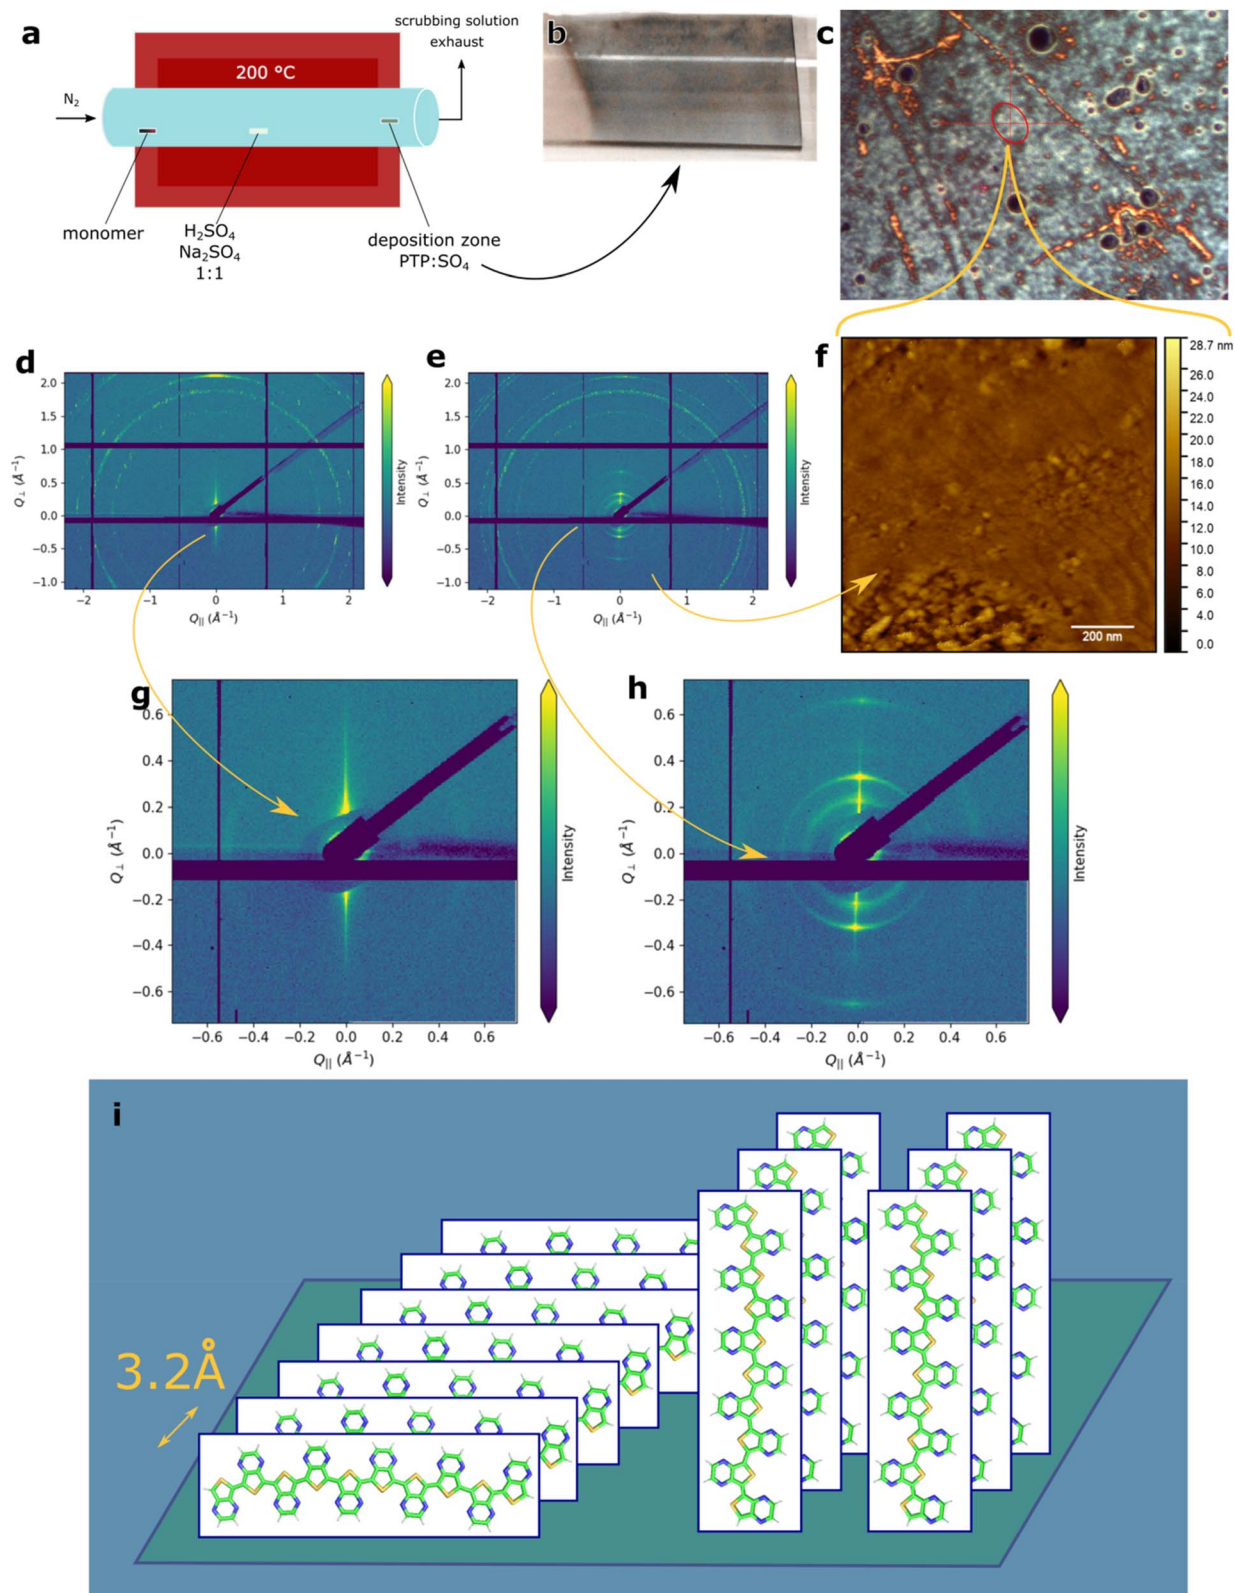 a
200 °C
scrubbing solution
exhaust
N₂
monomer
H₂SO₄
Na₂SO₄
1:1
deposition zone
PTP:SO₄
b
c
d
2.0
1.5
1.0
0.5
0.0
−0.5
−1.0
Q⊥ (Å⁻¹)
−2
−1
0
1
2
Q|| (Å⁻¹)
Intensity
e
2.0
1.5
1.0
0.5
0.0
−0.5
−1.0
Q⊥ (Å⁻¹)
−2
−1
0
1
2
Q|| (Å⁻¹)
Intensity
f
200 nm
28.7 nm
26.0
24.0
22.0
20.0
18.0
16.0
14.0
12.0
10.0
8.0
6.0
4.0
0.0
g
0.6
0.4
0.2
0.0
−0.2
−0.4
−0.6
Q⊥ (Å⁻¹)
−0.6
−0.4
−0.2
0.0
0.2
0.4
0.6
Q|| (Å⁻¹)
Intensity
h
0.6
0.4
0.2
0.0
−0.2
−0.4
−0.6
Q⊥ (Å⁻¹)
−0.6
−0.4
−0.2
0.0
0.2
0.4
0.6
Q|| (Å⁻¹)
Intensity
i
3.2Å